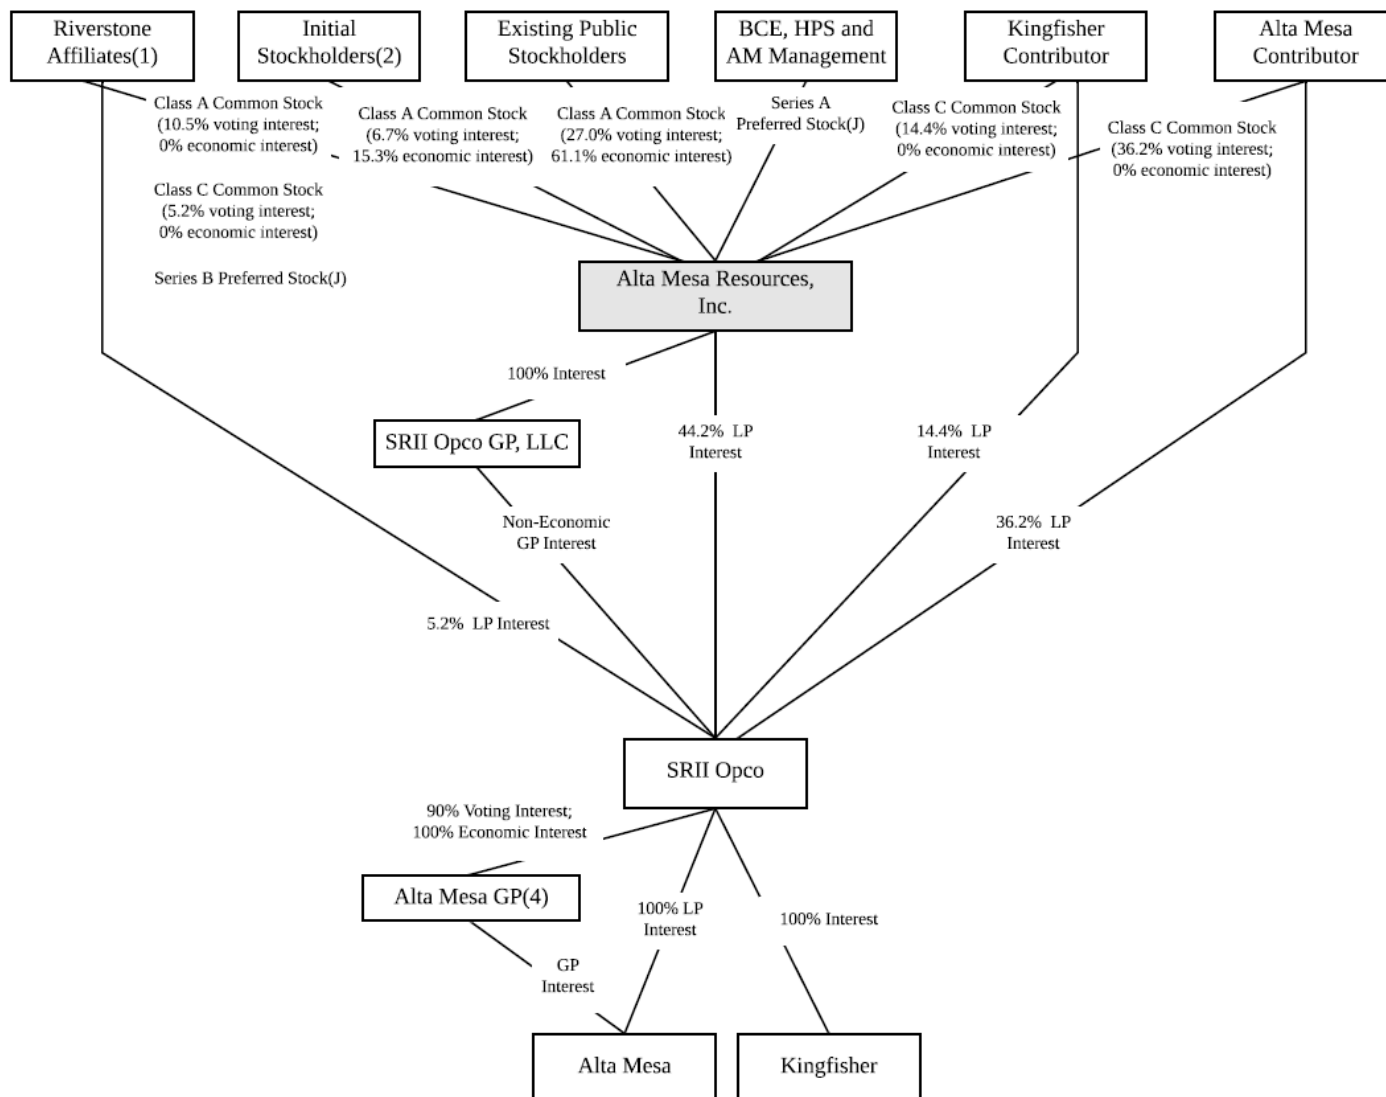 Riverstone
Affiliates(1)
Initial
Stockholders(2)
Existing Public
Stockholders
BCE, HPS and
AM Management
Kingfisher
Contributor
Alta Mesa
Contributor
Class A Common Stock
(10.5% voting interest;
0% economic interest)
Class C Common Stock
(5.2% voting interest;
0% economic interest)
Series B Preferred Stock(J)
Class A Common Stock
(6.7% voting interest;
15.3% economic interest)
Class A Common Stock
(27.0% voting interest;
61.1% economic interest)
Series A
Preferred Stock(J)
Class C Common Stock
(14.4% voting interest;
0% economic interest)
Class C Common Stock
(36.2% voting interest;
0% economic interest)
Alta Mesa Resources,
Inc.
100% Interest
SRII Opco GP, LLC
44.2% LP
Interest
14.4% LP
Interest
Non-Economic
GP Interest
36.2% LP
Interest
5.2% LP Interest
SRII Opco
90% Voting Interest;
100% Economic Interest
Alta Mesa GP(4)
100% LP
Interest
100% Interest
GP
Interest
Alta Mesa
Kingfisher